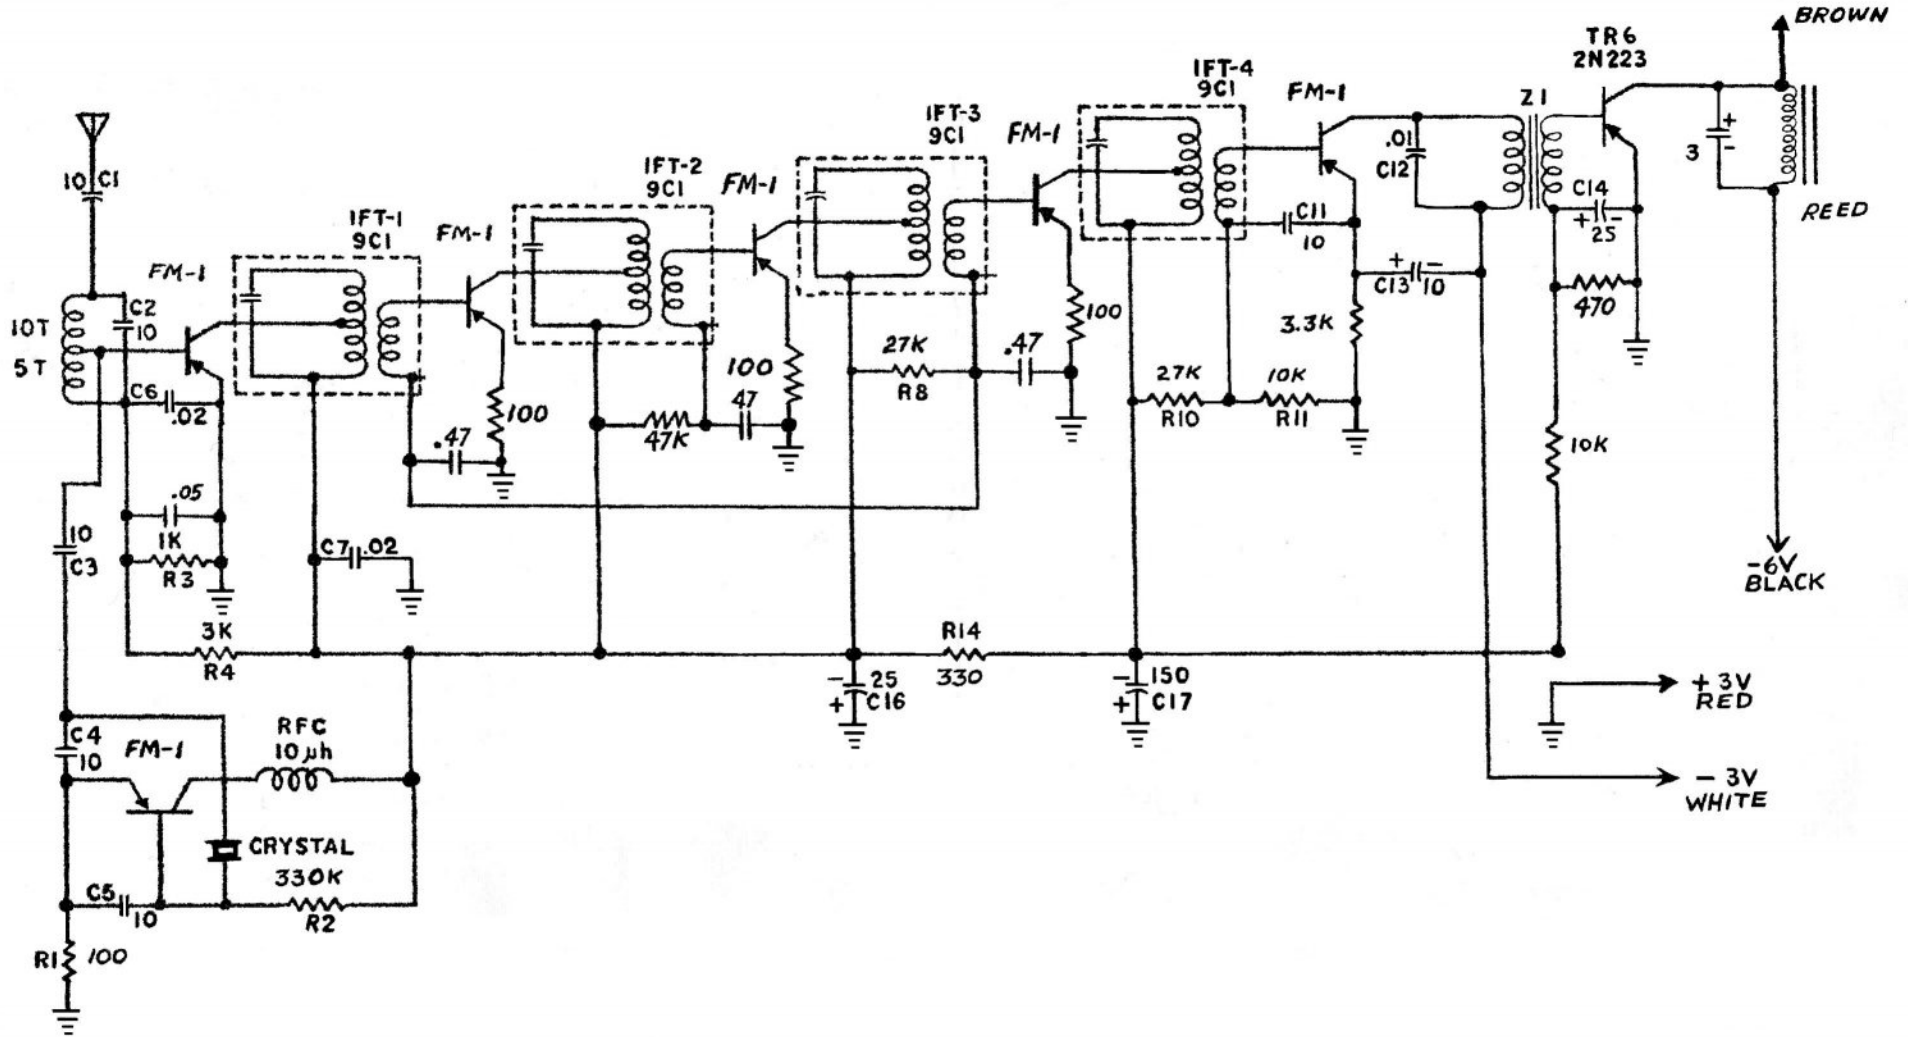 BROWN
TR6
2N223
IFT-4
9C1
FM-1
Z1
IFT-3
9C1
FM-1
.01
C12
+
-
3
IFT-2
9C1
FM-1
C14
+ -
25
REED
10 C1
IFT-1
9C1
FM-1
C11
10
FM-1
+ -
C13 10
470
C2
10
10T
5T
100
3.3K
C6
.02
100
27K
R8
.47
27K
R10
10K
R11
100
47
47K
.47
10K
.05
1K
R3
10
C3
C7 .02
-6V
BLACK
3K
R4
R14
330
-
+
25
C16
-
+
150
C17
+ 3V
RED
C4
10
FM-1
RFC
10 µh
- 3V
WHITE
CRYSTAL
330K
R2
C5
10
R1 100